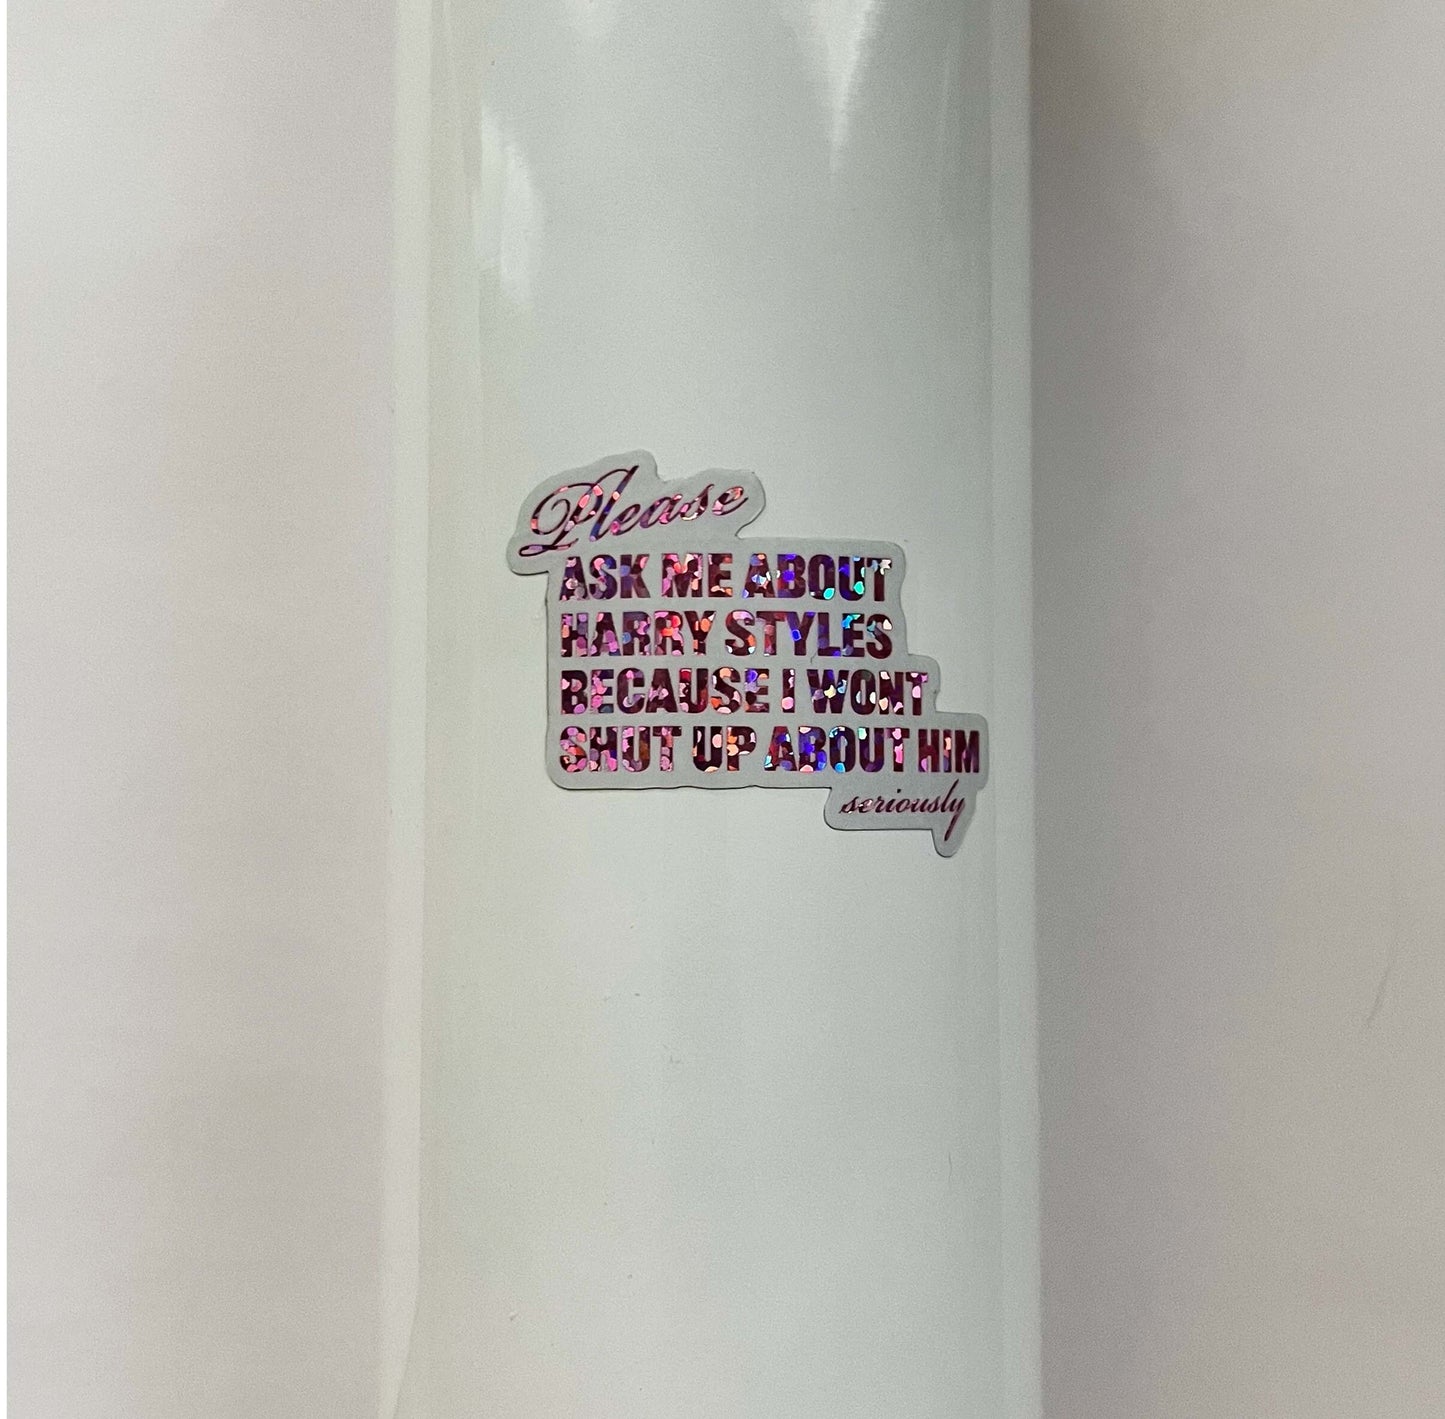 Please
ASK ME ABOUT
HARRY STYLES
BECAUSE I WONT
SHUT UP ABOUT HIM
seriously